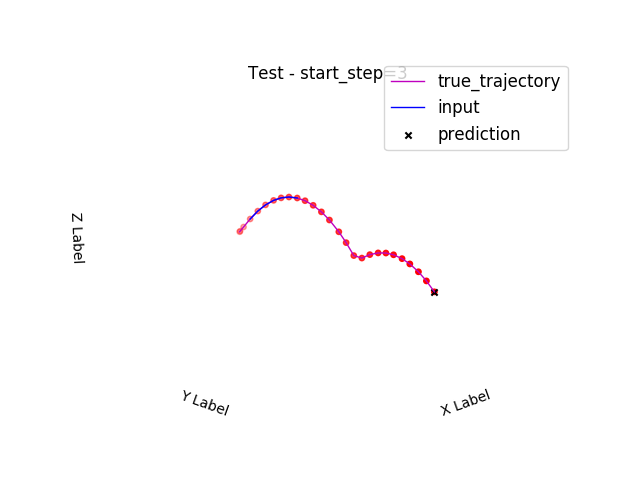 Test - start_step=3
true_trajectory
input
prediction
Z Label
Y Label
X Label